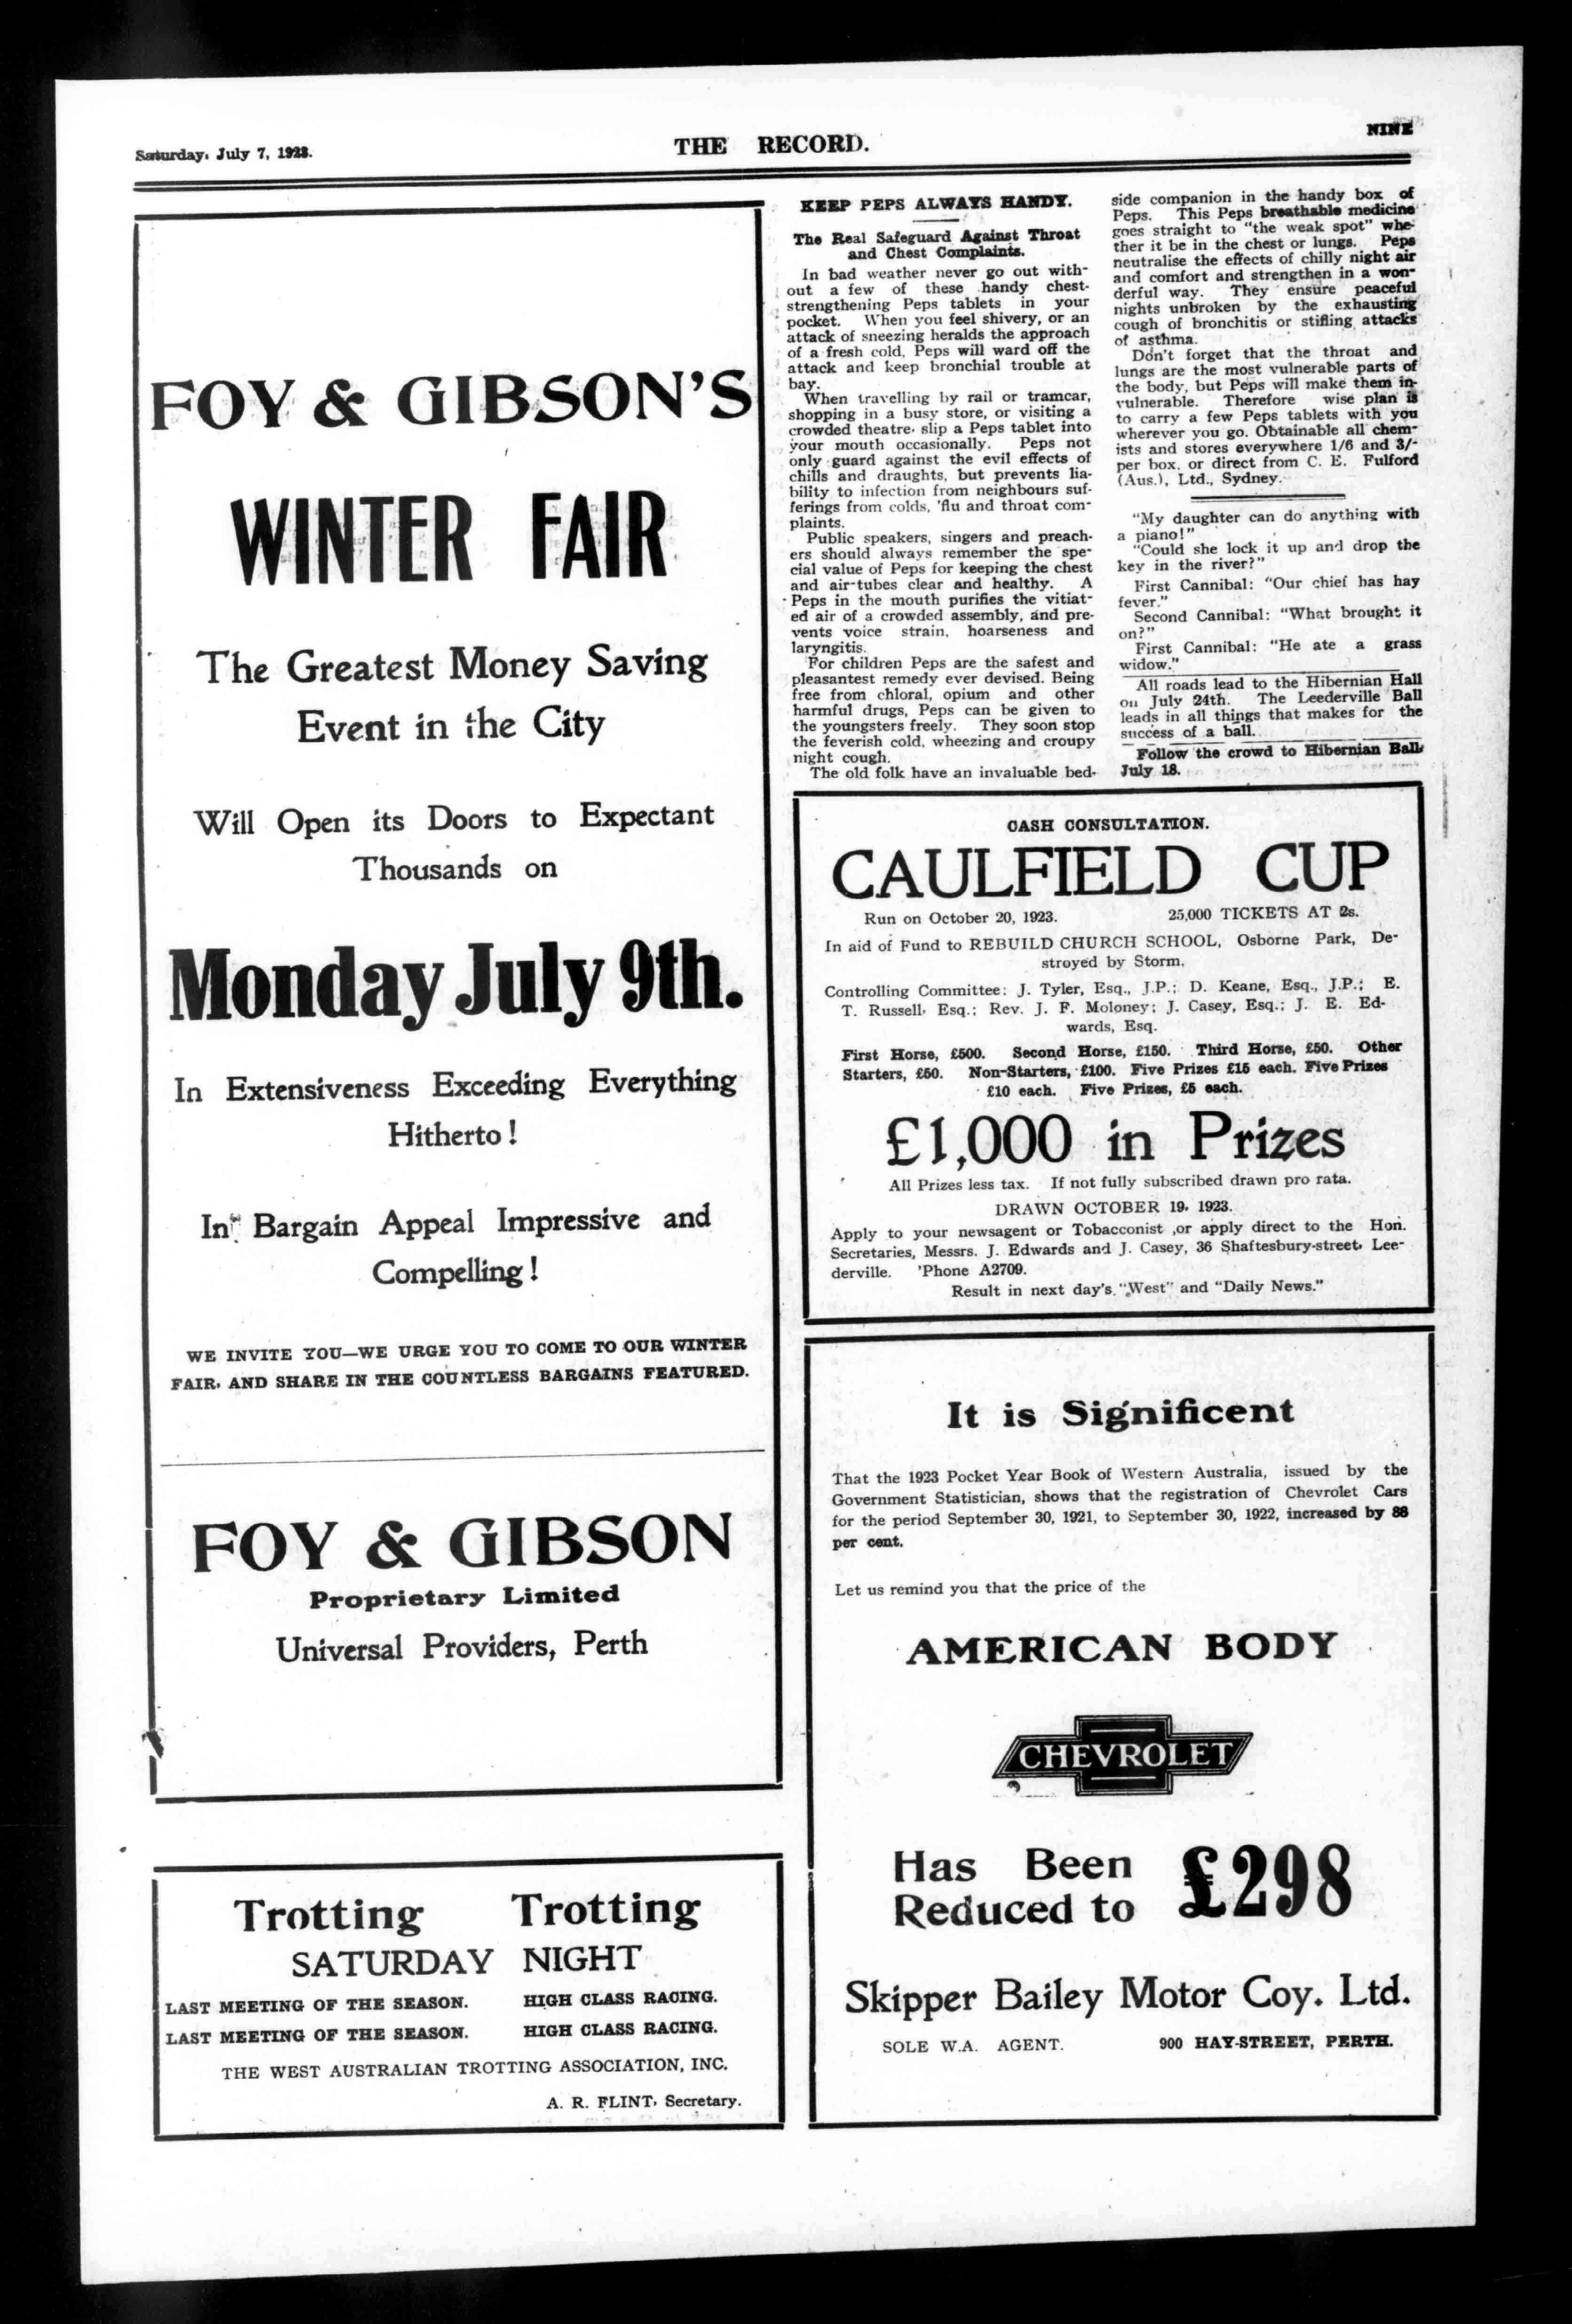 Saturday, July 7, 1923.
THE RECORD.
NINE
FOY & GIBSON'S
WINTER FAIR
The Greatest Money Saving
Event in the City
Will Open its Doors to Expectant
Thousands on
Monday July 9th.
In Extensiveness Exceeding Everything
Hitherto!
In Bargain Appeal Impressive and
Compelling!
WE INVITE YOU—WE URGE YOU TO COME TO OUR WINTER
FAIR, AND SHARE IN THE COUNTLESS BARGAINS FEATURED.
FOY & GIBSON
Proprietary Limited
Universal Providers, Perth
Trotting Trotting
SATURDAY NIGHT
LAST MEETING OF THE SEASON. HIGH CLASS RACING.
LAST MEETING OF THE SEASON. HIGH CLASS RACING.
THE WEST AUSTRALIAN TROTTING ASSOCIATION, INC.
A. R. FLINT, Secretary.
KEEP PEPS ALWAYS HANDY.
The Real Safeguard Against Throat
and Chest Complaints.
In bad weather never go out with-
out a few of these handy chest-
strengthening Peps tablets in your
pocket. When you feel shivery, or an
attack of sneezing heralds the approach
of a fresh cold, Peps will ward off the
attack and keep bronchial trouble at
bay.
When travelling by rail or tramcar,
shopping in a busy store, or visiting a
crowded theatre, slip a Peps tablet into
your mouth occasionally. Peps not
only guard against the evil effects of
chills and draughts, but prevents lia-
bility to infection from neighbours suf-
ferings from colds, 'flu and throat com-
plaints.
Public speakers, singers and preach-
ers should always remember the spe-
cial value of Peps for keeping the chest
and air-tubes clear and healthy. A
Peps in the mouth purifies the vitiat-
ed air of a crowded assembly, and pre-
vents voice strain, hoarseness and
laryngitis.
For children Peps are the safest and
pleasantest remedy ever devised. Being
free from chloral, opium and other
harmful drugs, Peps can be given to
the youngsters freely. They soon stop
the feverish cold, wheezing and croupy
night cough.
The old folk have an invaluable bed-
side companion in the handy box of
Peps. This Peps breathable medicine
goes straight to "the weak spot" whe-
ther it be in the chest or lungs. Peps
neutralise the effects of chilly night air
and comfort and strengthen in a won-
derful way. They ensure peaceful
nights unbroken by the exhausting
cough of bronchitis or stifling attacks
of asthma.
Don't forget that the throat and
lungs are the most vulnerable parts of
the body, but Peps will make them in-
vulnerable. Therefore wise plan is
to carry a few Peps tablets with you
wherever you go. Obtainable all chem-
ists and stores everywhere 1/6 and 3/-
per box, or direct from C. E. Fulford
(Aus.), Ltd., Sydney.
"My daughter can do anything with
a piano!"
"Could she lock it up and drop the
key in the river?"
First Cannibal: "Our chief has hay
fever."
Second Cannibal: "What brought it
on?"
First Cannibal: "He ate a grass
widow."
All roads lead to the Hibernian Hall
on July 24th. The Leederville Ball
leads in all things that makes for the
success of a ball.
Follow the crowd to Hibernian Ball
July 18.
CASH CONSULTATION.
CAULFIELD CUP
Run on October 20, 1923. 25,000 TICKETS AT 2s.
In aid of Fund to REBUILD CHURCH SCHOOL, Osborne Park, De-
stroyed by Storm.
Controlling Committee: J. Tyler, Esq., J.P.; D. Keane, Esq., J.P.; E.
T. Russell, Esq.; Rev. J. F. Moloney; J. Casey, Esq.; J. E. Ed-
wards, Esq.
First Horse, £500. Second Horse, £150. Third Horse, £50. Other
Starters, £50. Non-Starters, £100. Five Prizes £15 each. Five Prizes
£10 each. Five Prizes, £5 each.
£1,000 in Prizes
All Prizes less tax. If not fully subscribed drawn pro rata.
DRAWN OCTOBER 19, 1923.
Apply to your newsagent or Tobacconist ,or apply direct to the Hon.
Secretaries, Messrs. J. Edwards and J. Casey, 36 Shaftesbury-street, Lee-
derville. 'Phone A2709.
Result in next day's "West" and "Daily News."
It is Significent
That the 1923 Pocket Year Book of Western Australia, issued by the
Government Statistician, shows that the registration of Chevrolet Cars
for the period September 30, 1921, to September 30, 1922, increased by 88
per cent.
Let us remind you that the price of the
AMERICAN BODY
CHEVROLET
Has Been
Reduced to £298
Skipper Bailey Motor Coy. Ltd.
SOLE W.A. AGENT. 900 HAY-STREET, PERTH.